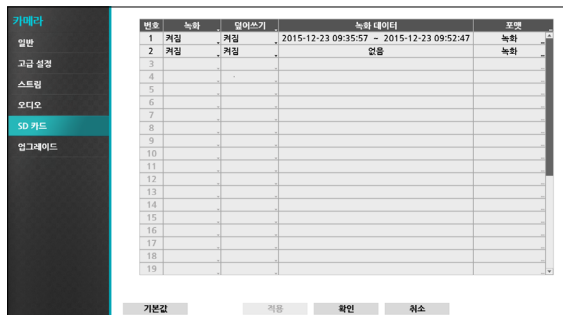 카메라
일반
고급 설정
스트림
오디오
SD 카드
업그레이드
번호 녹화 덮어쓰기 녹화 데이터 포맷
1 켜짐 켜짐 2015-12-23 09:35:57 ~ 2015-12-23 09:52:47 녹화
2 켜짐 켜짐 없음 녹화
3
4
5
6
7
8
9
10
11
12
13
14
15
16
17
18
19
기본값 적용 확인 취소